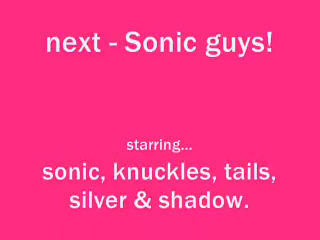 next - Sonic guys!
starring...
sonic, knuckles, tails,
silver & shadow.